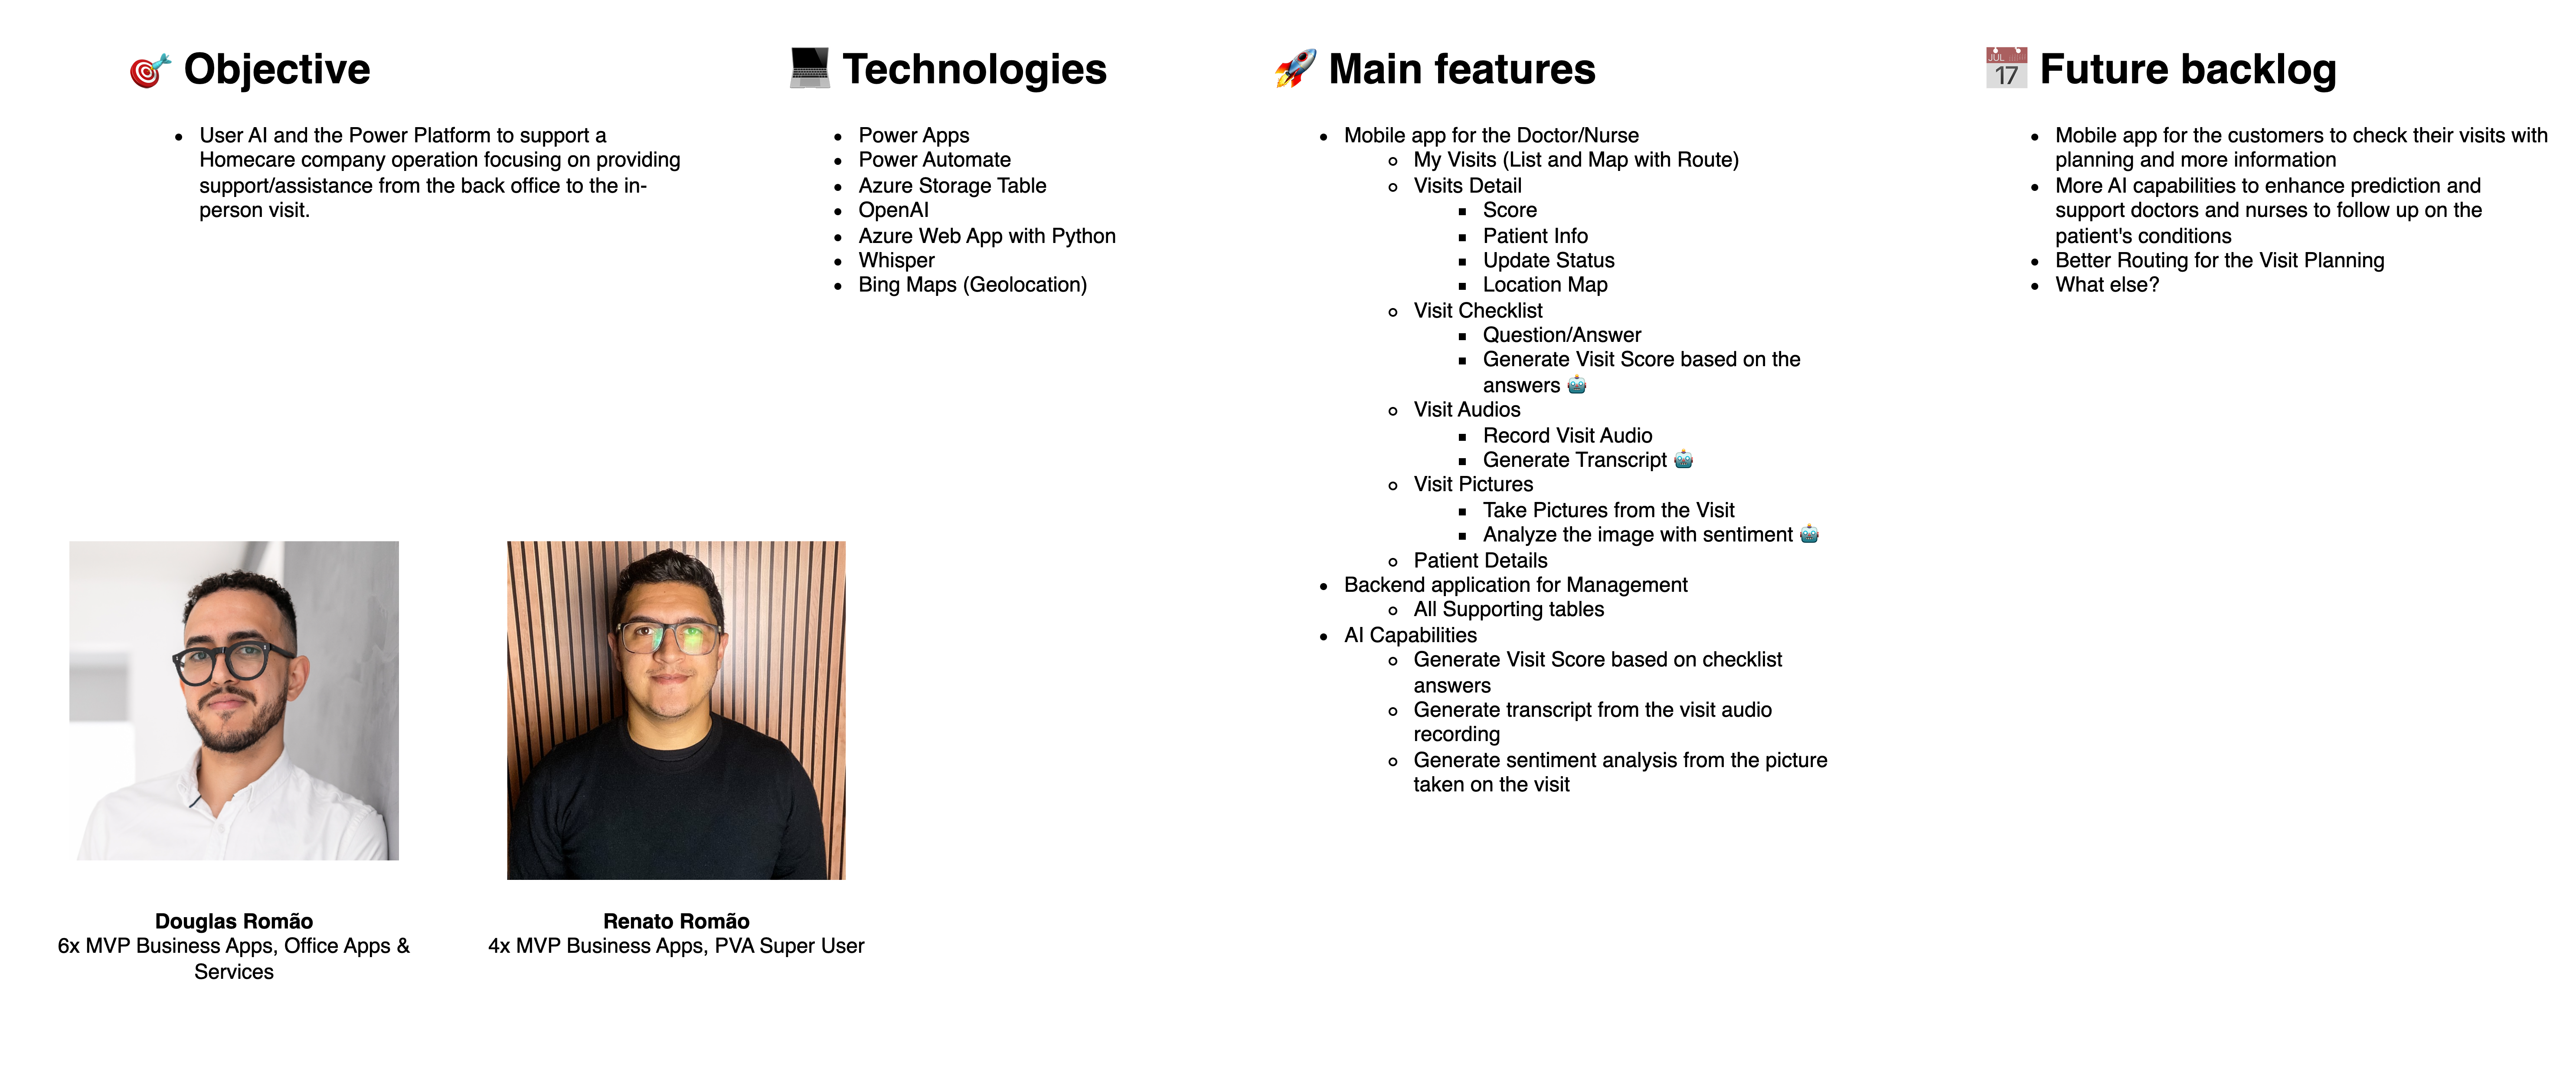 Objective
User AI and the Power Platform to support a
Homecare company operation focusing on providing
support/assistance from the back office to the in-
person visit.
Technologies
Power Apps
Power Automate
Azure Storage Table
OpenAI
Azure Web App with Python
Whisper
Bing Maps (Geolocation)
Main features
Mobile app for the Doctor/Nurse
My Visits (List and Map with Route)
Visits Detail
Score
Patient Info
Update Status
Location Map
Visit Checklist
Question/Answer
Generate Visit Score based on the
answers 🤖
Visit Audios
Record Visit Audio
Generate Transcript 🤖
Visit Pictures
Take Pictures from the Visit
Analyze the image with sentiment 🤖
Patient Details
Backend application for Management
All Supporting tables
AI Capabilities
Generate Visit Score based on checklist
answers
Generate transcript from the visit audio
recording
Generate sentiment analysis from the picture
taken on the visit
JUL
17
Future backlog
Mobile app for the customers to check their visits with
planning and more information
More AI capabilities to enhance prediction and
support doctors and nurses to follow up on the
patient's conditions
Better Routing for the Visit Planning
What else?
Douglas Romão
6x MVP Business Apps, Office Apps &
Services
Renato Romão
4x MVP Business Apps, PVA Super User